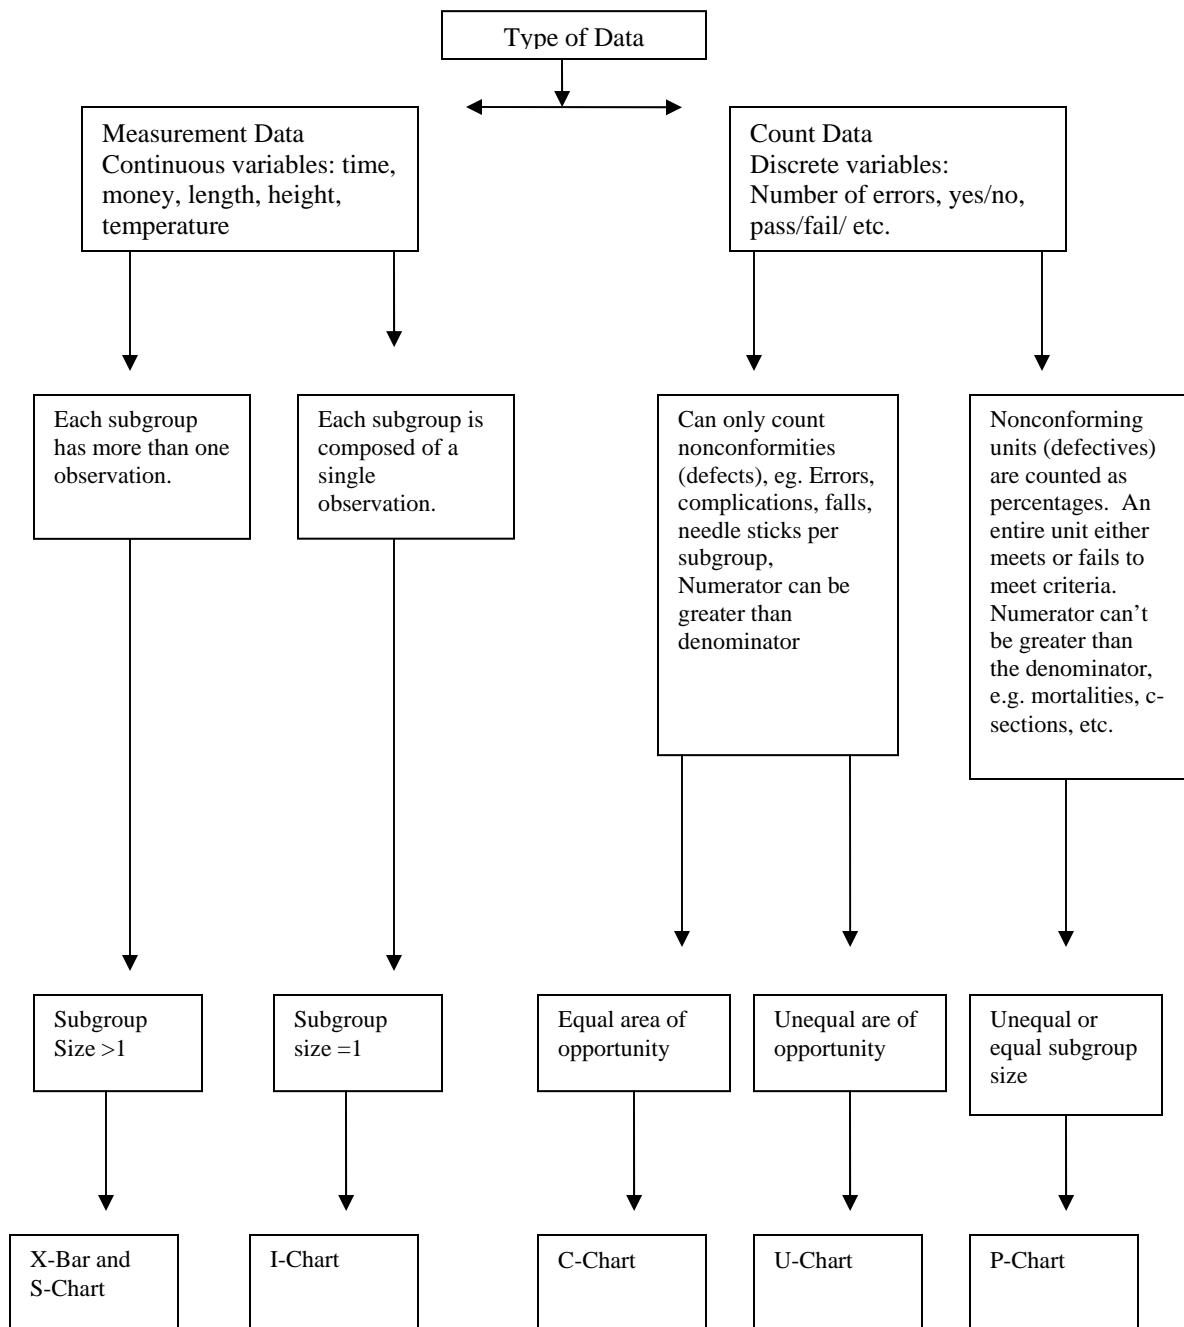 Type of Data
Measurement Data
Continuous variables: time,
money, length, height,
temperature
Count Data
Discrete variables:
Number of errors, yes/no,
pass/fail/ etc.
Each subgroup
has more than one
observation.
Each subgroup is
composed of a
single
observation.
Can only count
nonconformities
(defects), eg. Errors,
complications, falls,
needle sticks per
subgroup,
Numerator can be
greater than
denominator
Nonconforming
units (defectives)
are counted as
percentages.  An
entire unit either
meets or fails to
meet criteria.
Numerator can’t
be greater than
the denominator,
e.g. mortalities, c-
sections, etc.
Subgroup
Size >1
Subgroup
size =1
Equal area of
opportunity
Unequal are of
opportunity
Unequal or
equal subgroup
size
X-Bar and
S-Chart
I-Chart
C-Chart
U-Chart
P-Chart